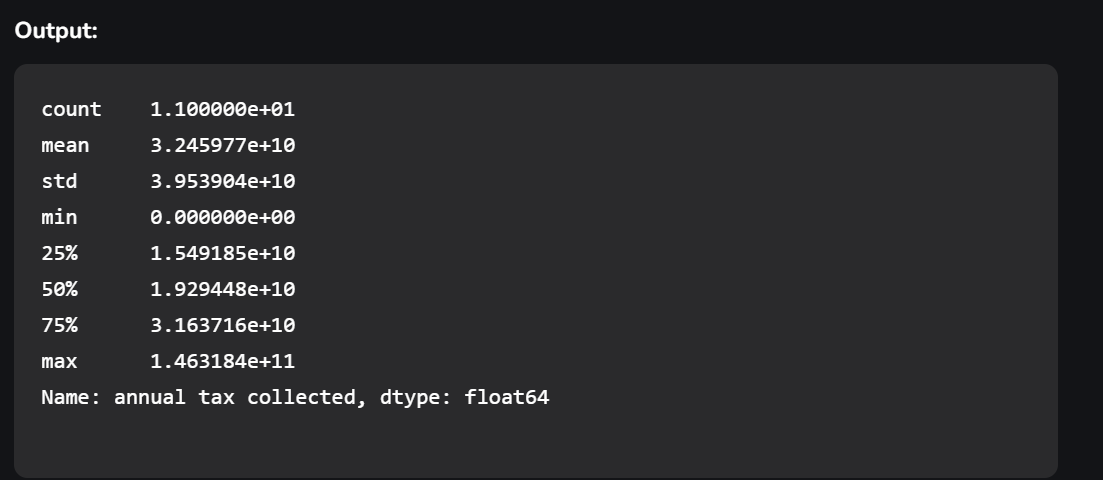 Output:
count    1.100000e+01
mean     3.245977e+10
std      3.953904e+10
min      0.000000e+00
25%      1.549185e+10
50%      1.929448e+10
75%      3.163716e+10
max      1.463184e+11
Name: annual tax collected, dtype: float64